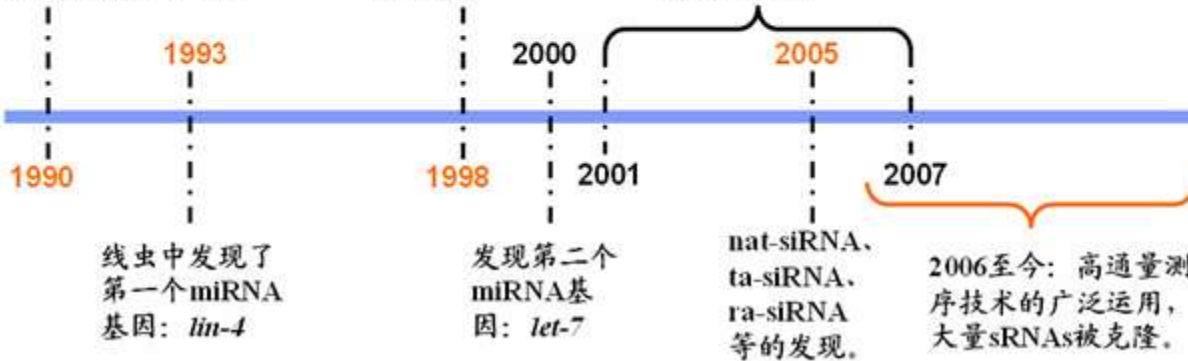 1993
2000
2005
1990
1998
2001
2007
线虫中发现了
第一个miRNA
基因：lin-4
发现第二个
miRNA基
因：let-7
nat-siRNA、
ta-siRNA、
ra-siRNA
等的发现。
2006至今：高通量测
序技术的广泛运用，
大量sRNAs被克隆。